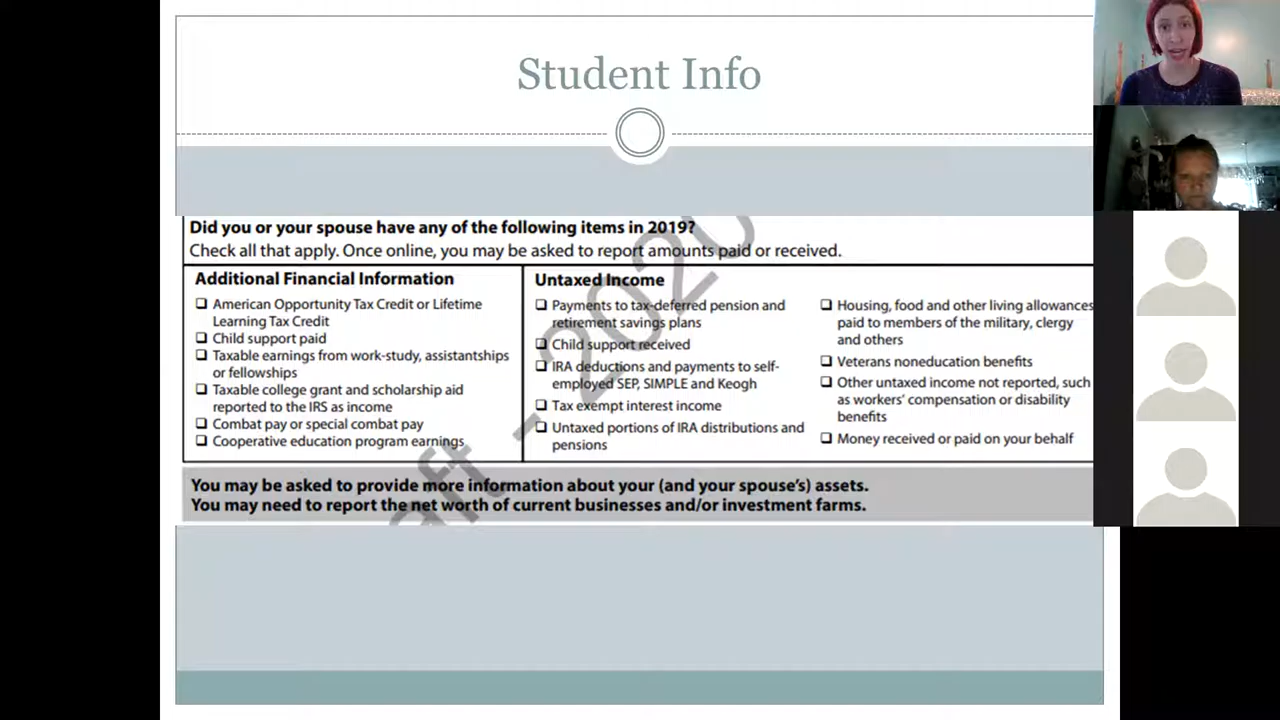 Student Info
Did you or your spouse have any of the following items in 2019?
Check all that apply. Once online, you may be asked to report amounts paid or received.
Additional Financial Information
❑ American Opportunity Tax Credit or Lifetime
Learning Tax Credit
❑ Child support paid
❑ Taxable earnings from work-study, assistantships
or fellowships
❑ Taxable college grant and scholarship aid
reported to the IRS as income
❑ Combat pay or special combat pay
❑ Cooperative education program earnings
Untaxed Income
❑ Payments to tax-deferred pension and
retirement savings plans
❑ Child support received
❑ IRA deductions and payments to self-
employed SEP, SIMPLE and Keogh
❑ Tax exempt interest income
❑ Untaxed portions of IRA distributions and
pensions
❑ Housing, food and other living allowances
paid to members of the military, clergy
and others
❑ Veterans noneducation benefits
❑ Other untaxed income not reported, such
as workers' compensation or disability
benefits
❑ Money received or paid on your behalf
You may be asked to provide more information about your (and your spouse's) assets.
You may need to report the net worth of current businesses and/or investment farms.